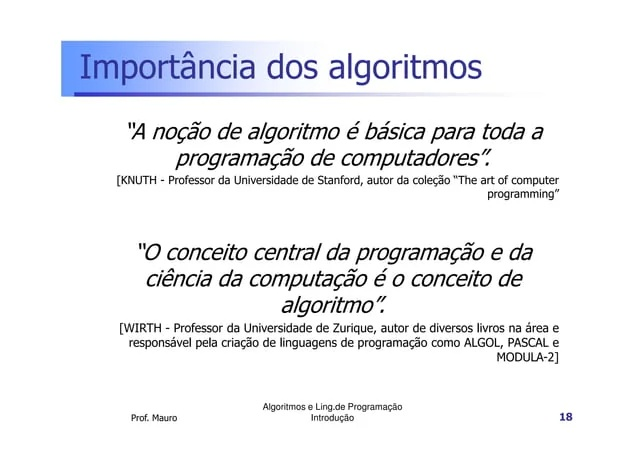 Importância dos algoritmos
“A noção de algoritmo é básica para toda a
programação de computadores”.
[KNUTH - Professor da Universidade de Stanford, autor da coleção “The art of computer
programming”
“O conceito central da programação e da
ciência da computação é o conceito de
algoritmo”.
[WIRTH - Professor da Universidade de Zurique, autor de diversos livros na área e
responsável pela criação de linguagens de programação como ALGOL, PASCAL e
MODULA-2]
Prof. Mauro
Algoritmos e Ling.de Programação
Introdução
18